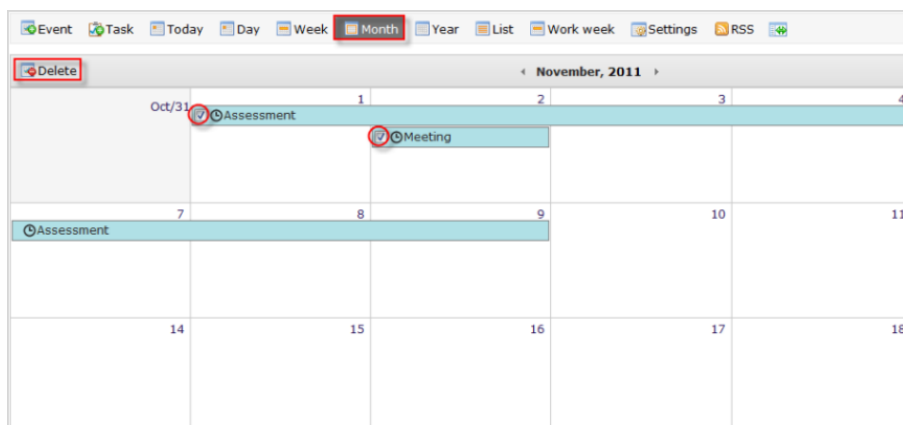 Event Task Today Day Week Month Year List Work week Settings RSS
Delete November, 2011
Oct/31 1 2 3 4
Assessment
Meeting
7 8 9 10 11
Assessment
14 15 16 17 18